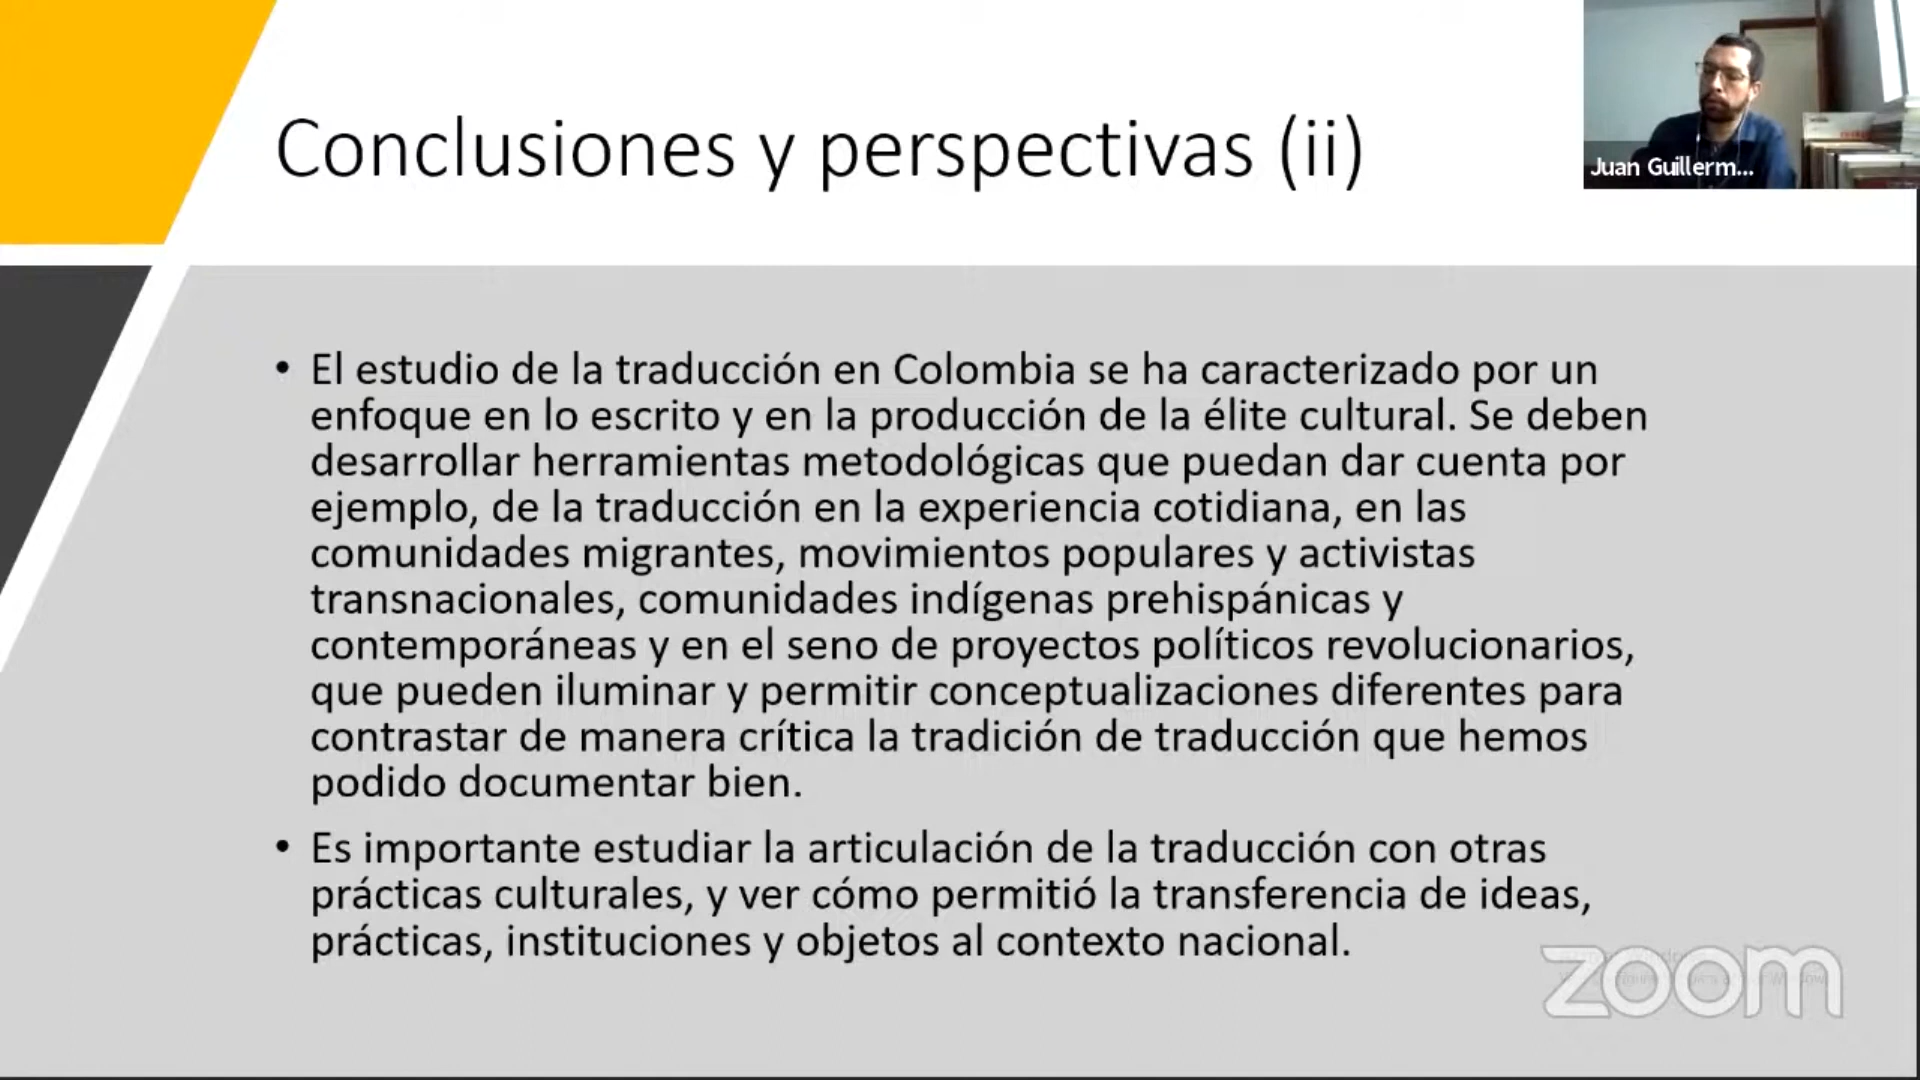 Conclusiones y perspectivas (ii)
Juan Guillerm...
• El estudio de la traducción en Colombia se ha caracterizado por un
enfoque en lo escrito y en la producción de la élite cultural. Se deben
desarrollar herramientas metodológicas que puedan dar cuenta por
ejemplo, de la traducción en la experiencia cotidiana, en las
comunidades migrantes, movimientos populares y activistas
transnacionales, comunidades indígenas prehispánicas y
contemporáneas y en el seno de proyectos políticos revolucionarios,
que pueden iluminar y permitir conceptualizaciones diferentes para
contrastar de manera crítica la tradición de traducción que hemos
podido documentar bien.
• Es importante estudiar la articulación de la traducción con otras
prácticas culturales, y ver cómo permitió la transferencia de ideas,
prácticas, instituciones y objetos al contexto nacional.
zoom